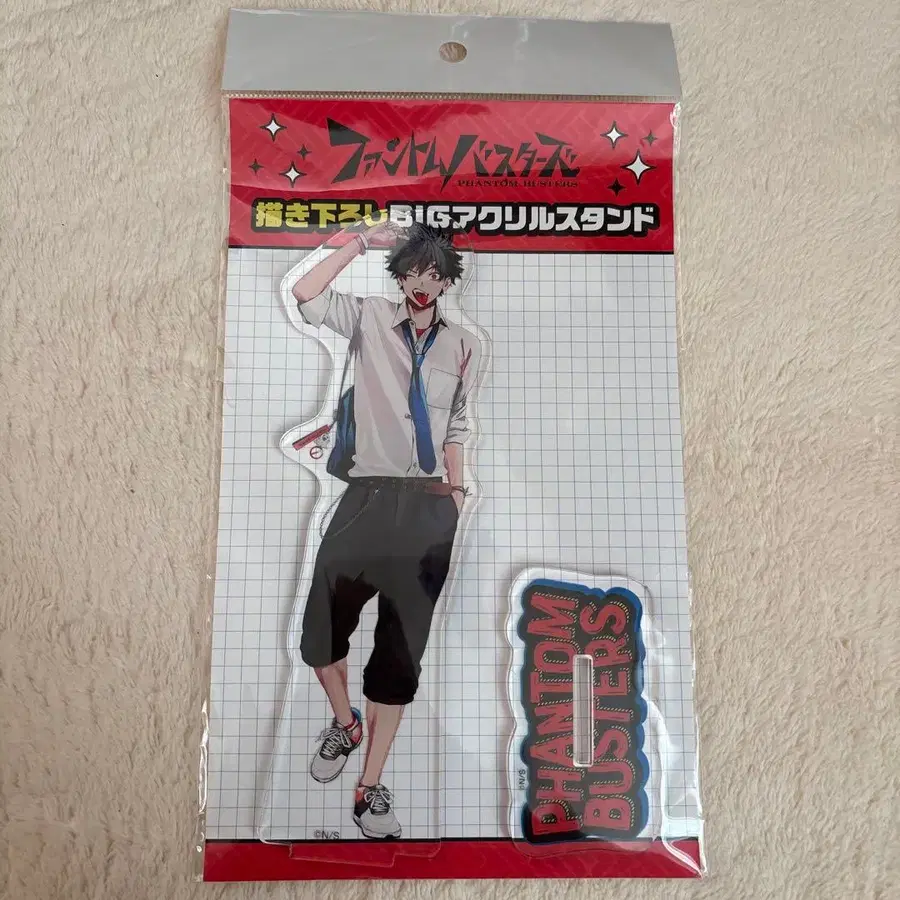 ファントムバスターズ
PHANTOM BUSTERS
描き下ろしBIGアクリルスタンド
PHANTOM
BUSTERS
©N/S
©N/S